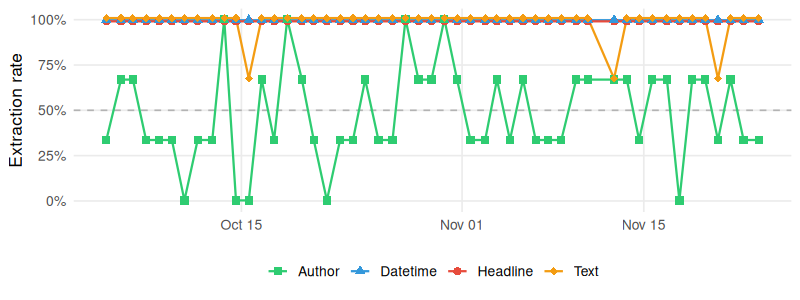 100%
75%
50%
25%
0%
Extraction rate
Oct 15
Nov 01
Nov 15
Author
Datetime
Headline
Text